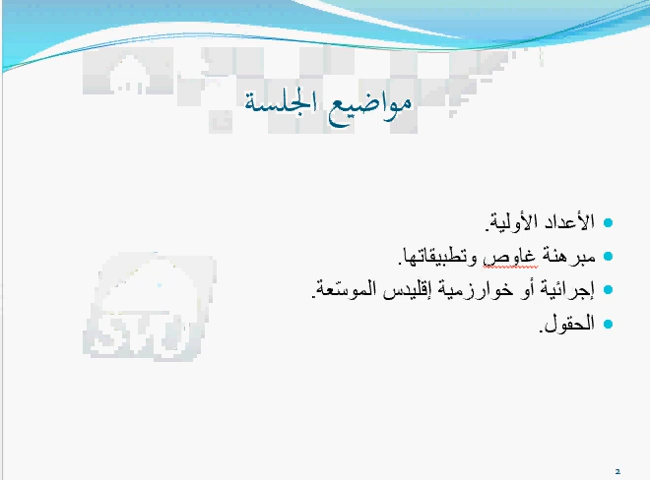 مواضيع الجلسة
الأعداد الأولية.
مبرهنة غاوص وتطبيقاتها.
إجرائية أو خوارزمية إقليدس الموسّعة.
الحقول.
2